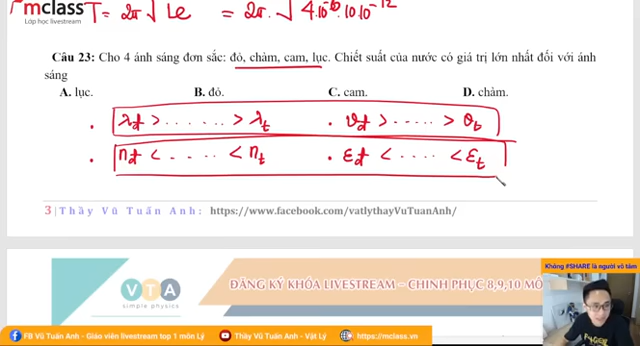 mclass
Lớp học livestream
T = 2π √Lc = 2π. √4.10⁻⁶.10.10⁻¹²
Câu 23: Cho 4 ánh sáng đơn sắc: đỏ, chàm, cam, lục. Chiết suất của nước có giá trị lớn nhất đối với ánh
sáng
A. lục. B. đỏ. C. cam. D. chàm.
. λđ > . . . . . . > λt . vđ > . . . . . > vt
. nđ < . . . . . < nt . εđ < . . . . . < εt
3 | Thầy Vũ Tuấn Anh: https://www.facebook.com/vatlythayVuTuanAnh/
VTA
simple physics
ĐĂNG KÝ KHÓA LIVESTREAM – CHINH PHỤC 8,9,10 MÔ
Không #SHARE là người vô tâm
FB Vũ Tuấn Anh - Giáo viên livestream top 1 môn Lý Thầy Vũ Tuấn Anh - Vật Lý https://mclass.vn